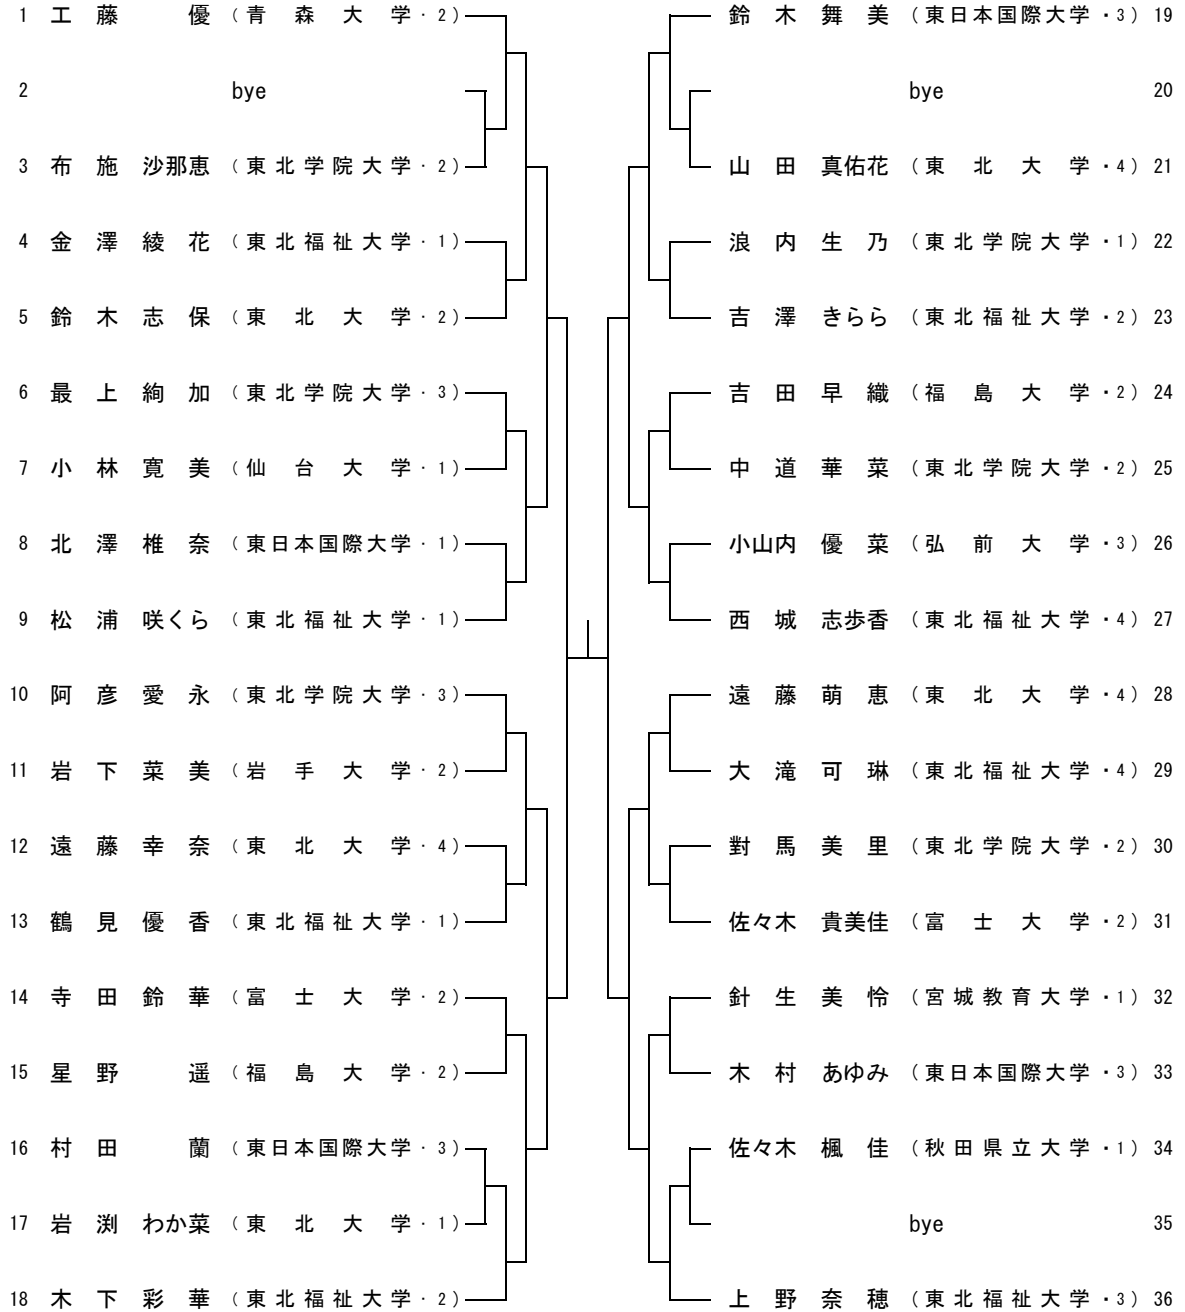 1 工藤 優 (青森大学・2)
2 bye
3 布施 沙那恵 (東北学院大学・2)
4 金澤 綾花 (東北福祉大学・1)
5 鈴木 志保 (東北大学・2)
6 最上 絢加 (東北学院大学・3)
7 小林 寛美 (仙台大学・1)
8 北澤 椎奈 (東日本国際大学・1)
9 松浦 咲くら (東北福祉大学・1)
10 阿彦 愛永 (東北学院大学・3)
11 岩下 菜美 (岩手大学・2)
12 遠藤 幸奈 (東北大学・4)
13 鶴見 優香 (東北福祉大学・1)
14 寺田 鈴華 (富士大学・2)
15 星野 遥 (福島大学・2)
16 村田 蘭 (東日本国際大学・3)
17 岩渕 わか菜 (東北大学・1)
18 木下 彩華 (東北福祉大学・2)
鈴木 舞美 (東日本国際大学・3) 19
bye 20
山田 真佑花 (東北大学・4) 21
浪内 生乃 (東北学院大学・1) 22
吉澤 きらら (東北福祉大学・2) 23
吉田 早織 (福島大学・2) 24
中道 華菜 (東北学院大学・2) 25
小山内 優菜 (弘前大学・3) 26
西城 志歩香 (東北福祉大学・4) 27
遠藤 萌恵 (東北大学・4) 28
大滝 可琳 (東北福祉大学・4) 29
對馬 美里 (東北学院大学・2) 30
佐々木 貴美佳 (富士大学・2) 31
針生 美怜 (宮城教育大学・1) 32
木村 あゆみ (東日本国際大学・3) 33
佐々木 楓佳 (秋田県立大学・1) 34
bye 35
上野 奈穂 (東北福祉大学・3) 36